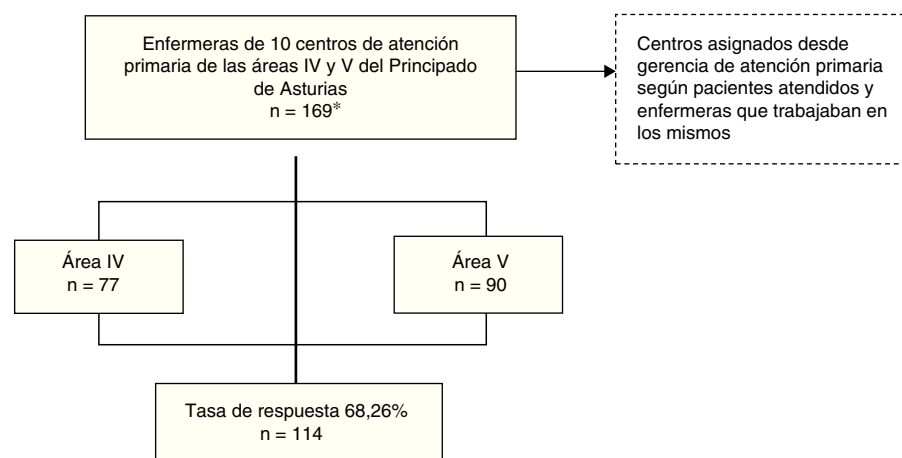 Enfermeras de 10 centros de atención
primaria de las áreas IV y V del Principado
de Asturias
n = 169*
Centros asignados desde
gerencia de atención primaria
según pacientes atendidos y
enfermeras que trabajaban en
los mismos
Área IV
n = 77
Área V
n = 90
Tasa de respuesta 68,26%
n = 114